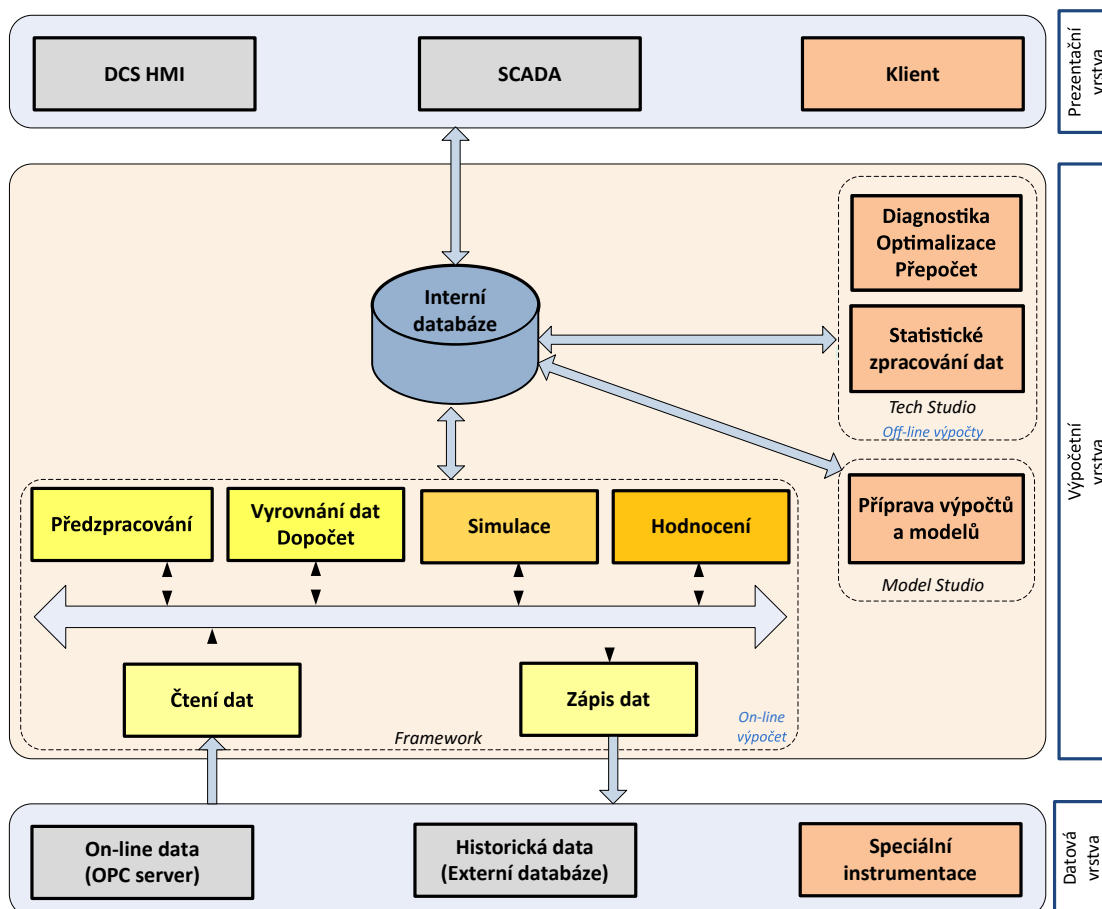 DCS HMI
SCADA
Klient
Prezentační
vrstva
Interní
databáze
Diagnostika
Optimalizace
Přepočet
Statistické
zpracování dat
Tech Studio
Off-line výpočty
Výpočetní
vrstva
Předzpracování
Vyrovnání dat
Dopočet
Simulace
Hodnocení
Příprava výpočtů
a modelů
Model Studio
Čtení dat
Zápis dat
Framework
On-line
výpočet
On-line data
(OPC server)
Historická data
(Externí databáze)
Speciální
instrumentace
Datová
vrstva